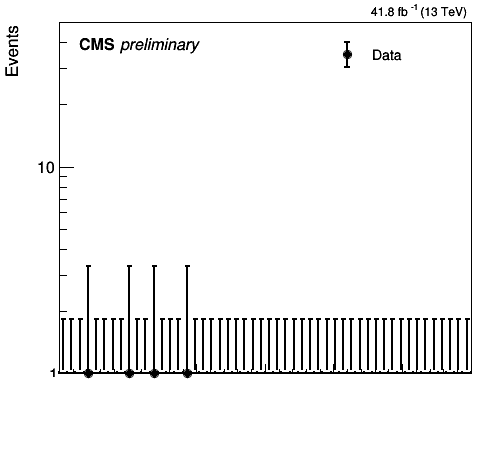 41.8 fb⁻¹ (13 TeV)
Events
CMS preliminary
Data
10
1